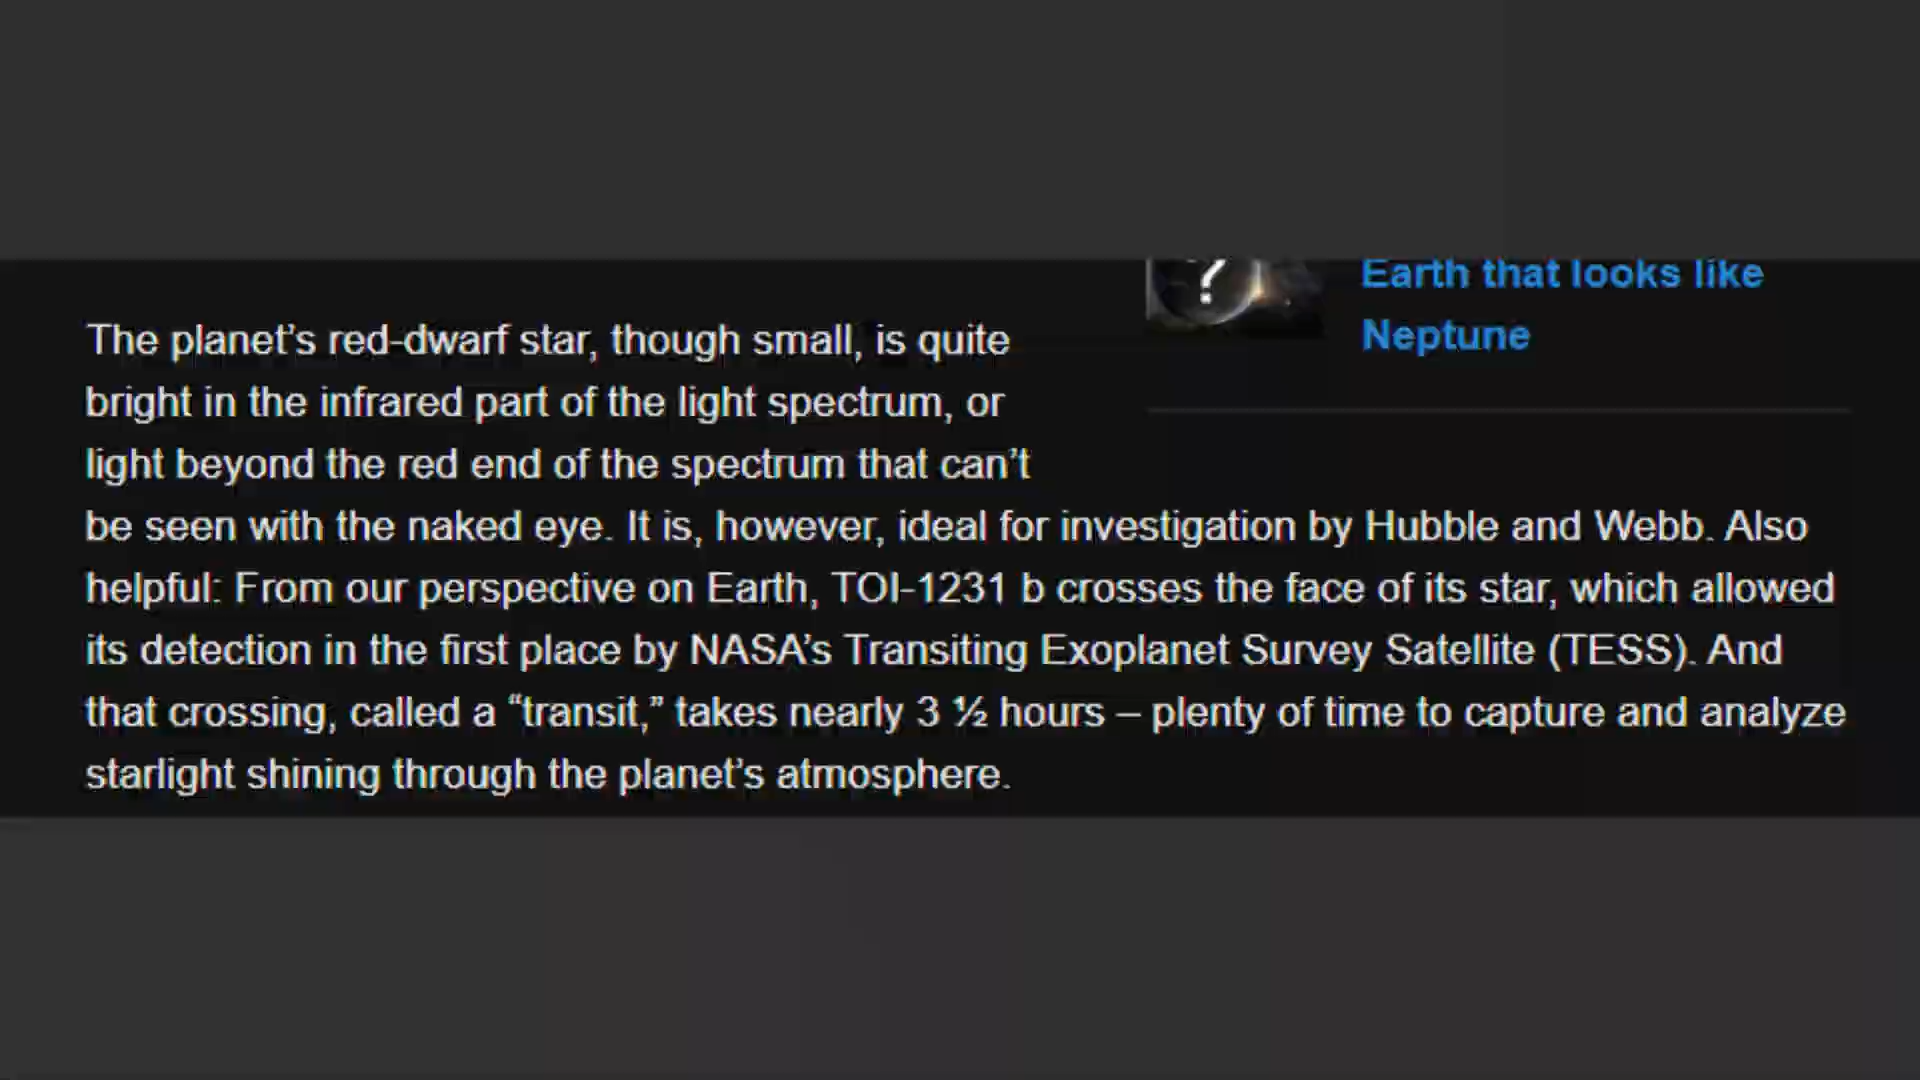 ?
Earth that looks like
Neptune
The planet’s red-dwarf star, though small, is quite
bright in the infrared part of the light spectrum, or
light beyond the red end of the spectrum that can’t
be seen with the naked eye. It is, however, ideal for investigation by Hubble and Webb. Also
helpful: From our perspective on Earth, TOI-1231 b crosses the face of its star, which allowed
its detection in the first place by NASA’s Transiting Exoplanet Survey Satellite (TESS). And
that crossing, called a “transit,” takes nearly 3 ½ hours – plenty of time to capture and analyze
starlight shining through the planet’s atmosphere.